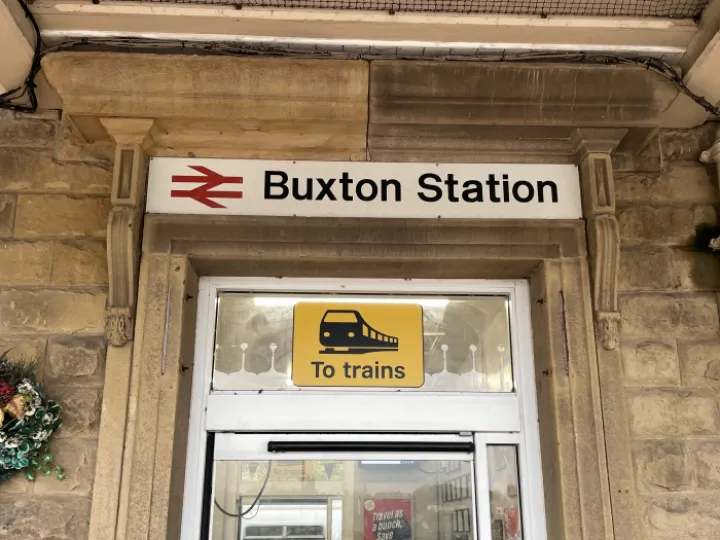 Buxton Station
To trains
Travel as
a bunch,
Save